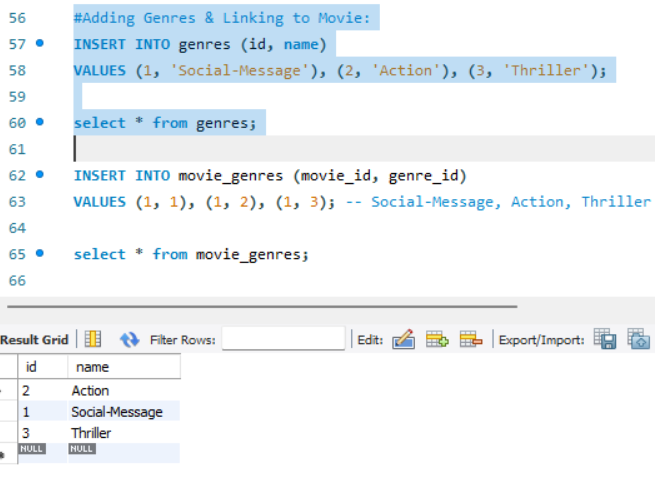 56 #Adding Genres & Linking to Movie:
57 INSERT INTO genres (id, name)
58 VALUES (1, 'Social-Message'), (2, 'Action'), (3, 'Thriller');
59
60 select * from genres;
61
62 INSERT INTO movie_genres (movie_id, genre_id)
63 VALUES (1, 1), (1, 2), (1, 3); -- Social-Message, Action, Thriller
64
65 select * from movie_genres;
66
Result Grid Filter Rows: Edit: Export/Import:
id name
2 Action
1 Social-Message
3 Thriller
NULL NULL